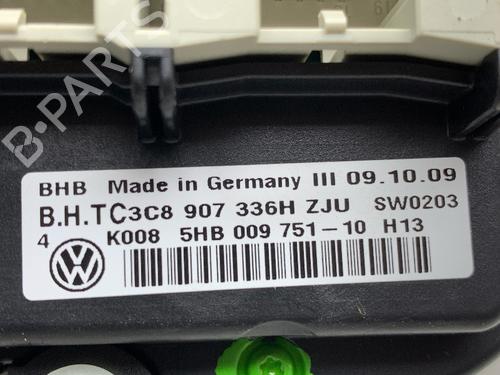 BHB Made in Germany III 09.10.09
B.H.TC3C8 907 336H ZJU SW0203
4 K008 5HB 009 751-10 H13
B-PARTS